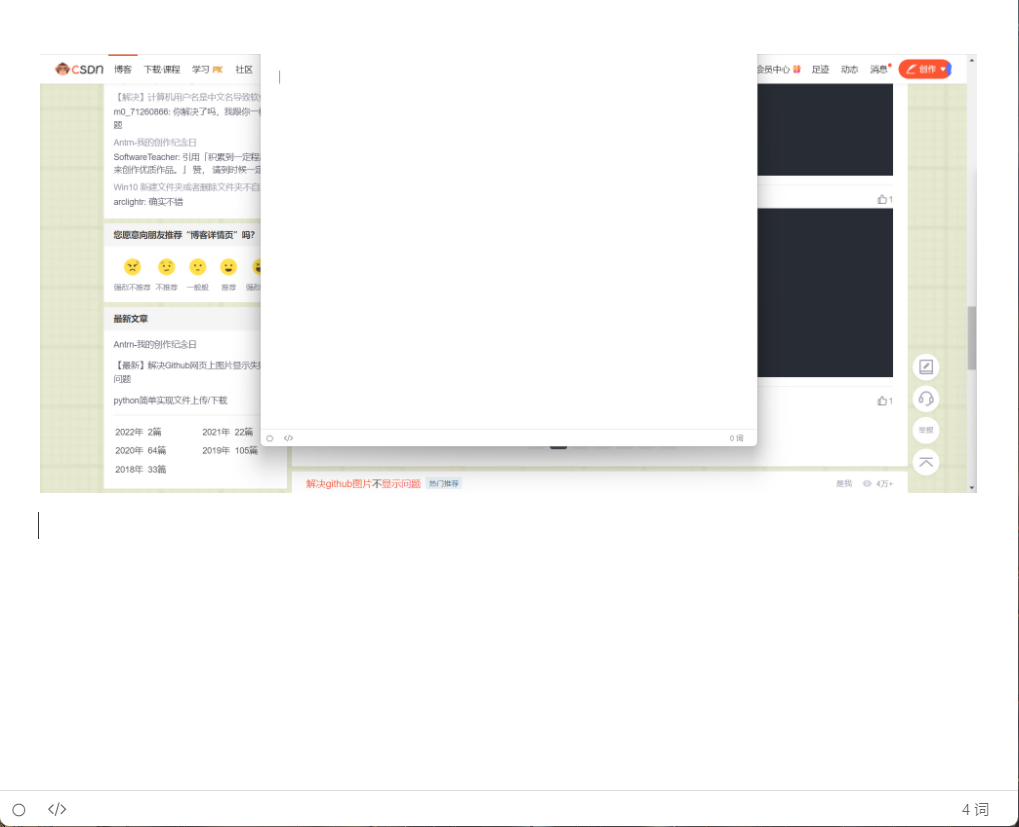 CSDN 博客 下载·课程 学习 社区
会员中心 足迹 动态 消息 创作
【解决】计算机用户名是中文名导致软
m0_71260866: 你解决了吗，我跟你一
题
Antrn-我的创作纪念日
SoftwareTeacher: 引用「积累到一定程
来创作优质作品。」赞， 请到时候一定
Win10 新建文件夹或者删除文件夹不自
arclightr: 确实不错
1
您愿意向朋友推荐“博客详情页”吗?
强烈不推荐 不推荐 一般般 推荐 强烈
最新文章
Antrn-我的创作纪念日
【最新】解决Github网页上图片显示失
问题
python简单实现文件上传/下载
1
2022年 2篇 2021年 22篇
2020年 64篇 2019年 105篇
2018年 33篇
</> 0 词
举报
解决github图片不显示问题 热门推荐
是我 4万+
</> 4 词